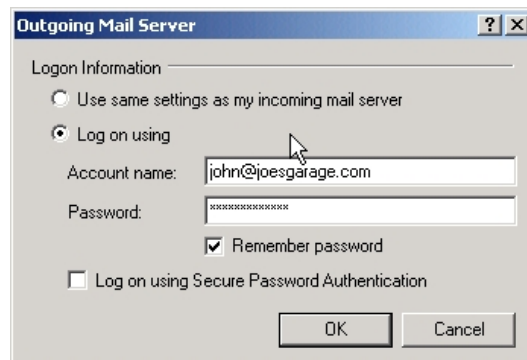 Outgoing Mail Server
Logon Information
Use same settings as my incoming mail server
Log on using
Account name: john@joesgarage.com
Password: *************
Remember password
Log on using Secure Password Authentication
OK Cancel